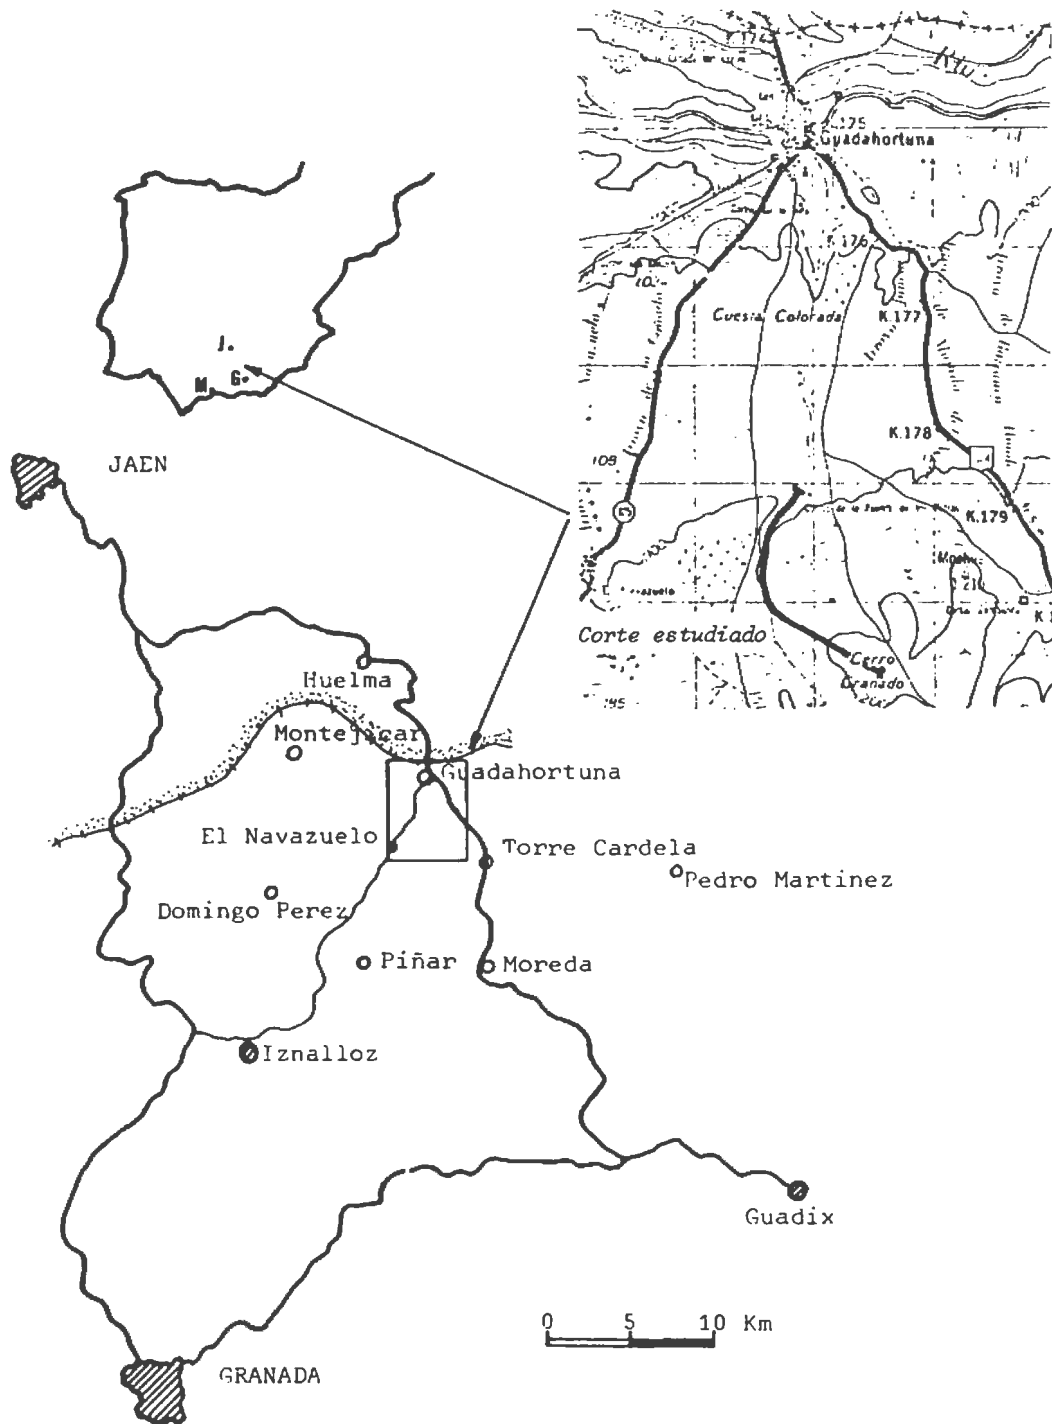 J.
G.
M.
K.175
Guadahortuna
K.176
Cuesta Colorada
K.177
K.178
108
K.179
Corte estudiado
Cerro
Granado
JAEN
Huelma
Montejicar
Guadahortuna
El Navazuelo
Torre Cardela
Pedro Martinez
Domingo Perez
Piñar
Moreda
Iznalloz
Guadix
0 5 10 Km
GRANADA